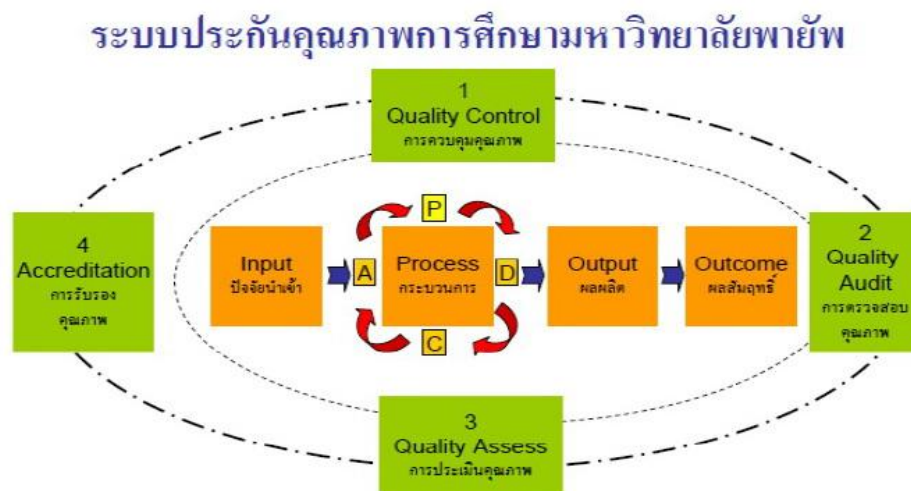 ระบบประกันคุณภาพการศึกษามหาวิทยาลัยพายัพ
1
Quality Control
การควบคุมคุณภาพ
4
Accreditation
การรับรอง
คุณภาพ
Input
ปัจจัยนำเข้า
P
A
Process
กระบวนการ
D
C
Output
ผลผลิต
Outcome
ผลสัมฤทธิ์
2
Quality
Audit
การตรวจสอบ
คุณภาพ
3
Quality Assess
การประเมินคุณภาพ